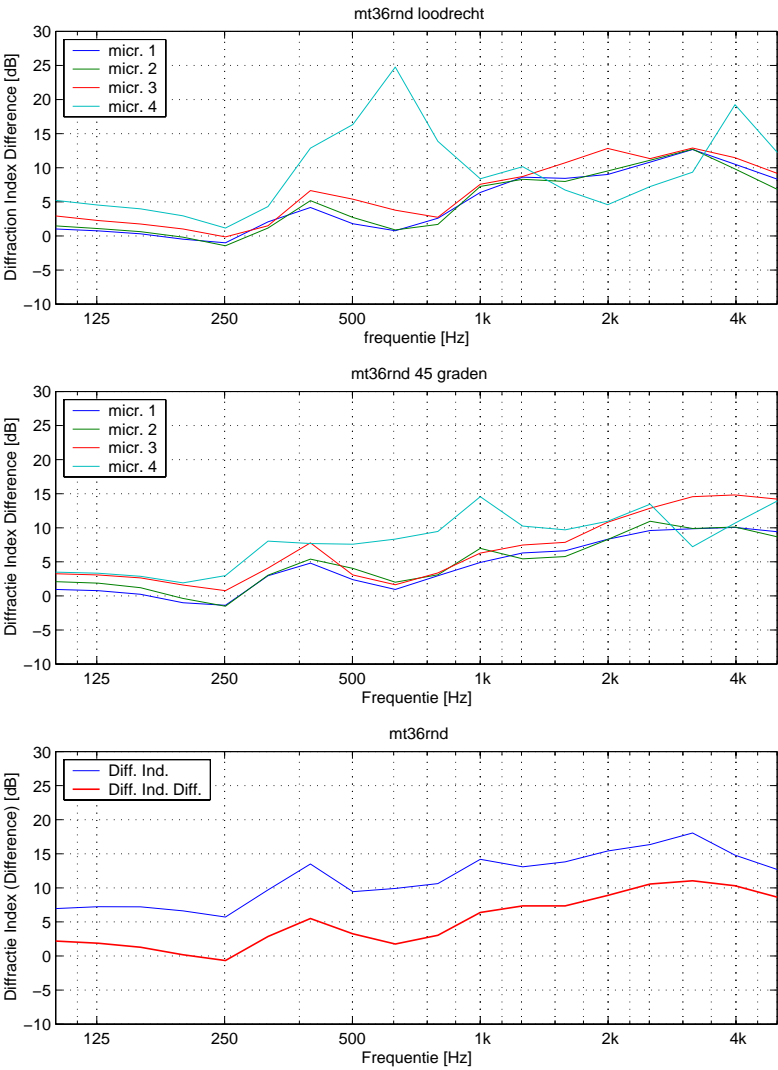 mt36rnd loodrecht
30
25
20
15
10
5
0
−5
−10
Diffraction Index Difference [dB]
micr. 1
micr. 2
micr. 3
micr. 4
125 250 500 1k 2k 4k
frequentie [Hz]
mt36rnd 45 graden
30
25
20
15
10
5
0
−5
−10
Diffractie Index Difference [dB]
micr. 1
micr. 2
micr. 3
micr. 4
125 250 500 1k 2k 4k
Frequentie [Hz]
mt36rnd
30
25
20
15
10
5
0
−5
−10
Diffractie Index (Difference) [dB]
Diff. Ind.
Diff. Ind. Diff.
125 250 500 1k 2k 4k
Frequentie [Hz]